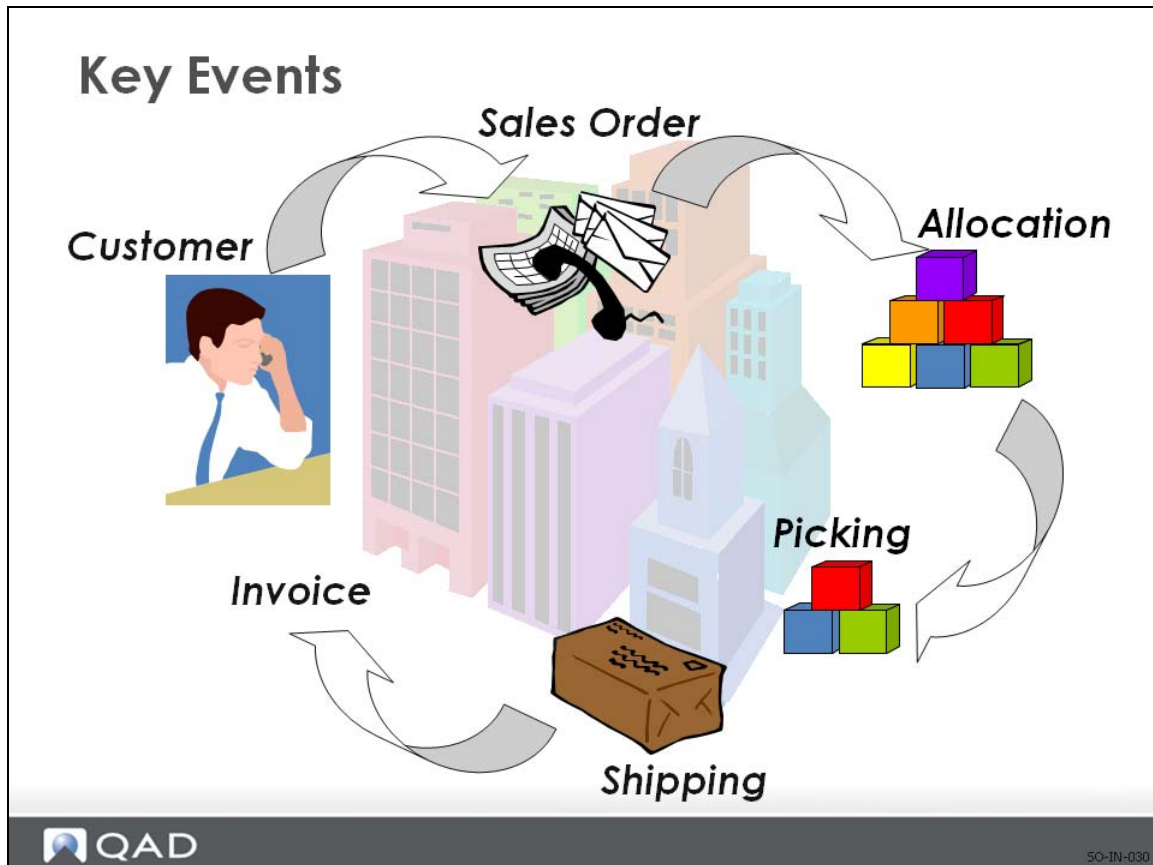 Key Events
Sales Order
Customer
Allocation
Picking
Invoice
Shipping
QAD
SO-IN-030